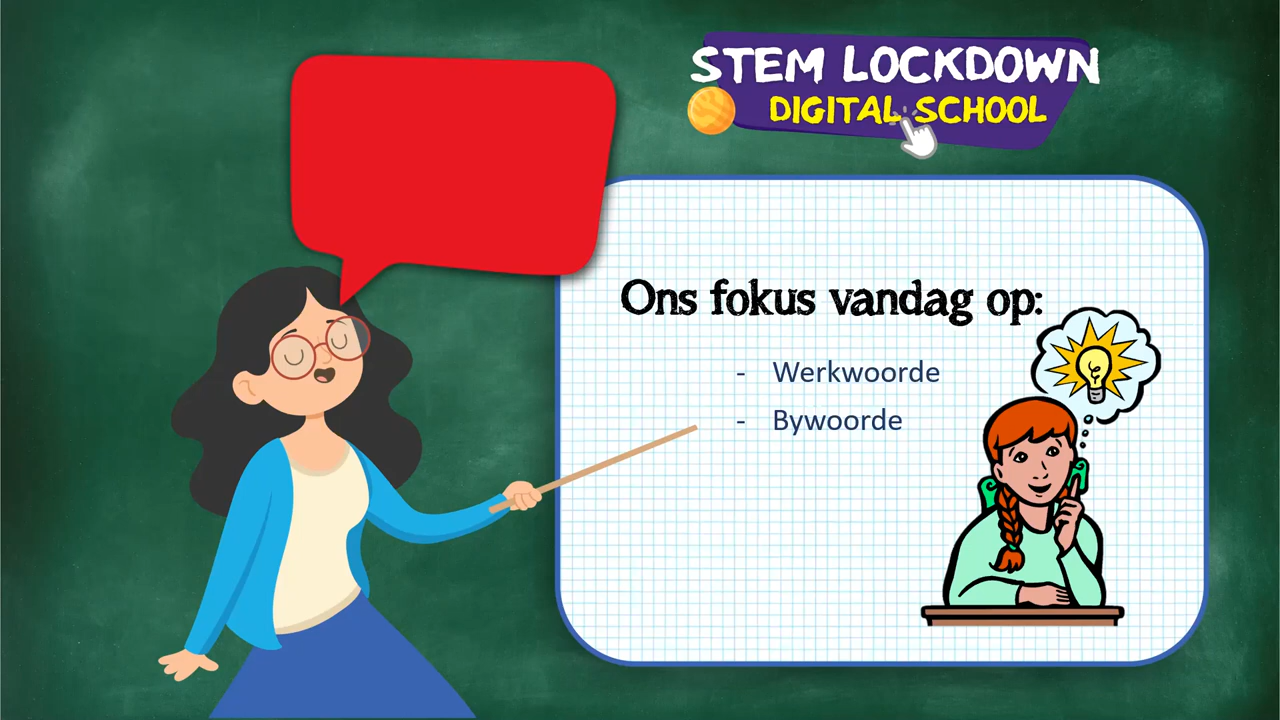 STEM LOCKDOWN
DIGITAL SCHOOL
Ons fokus vandag op:
- Werkwoorde
- Bywoorde